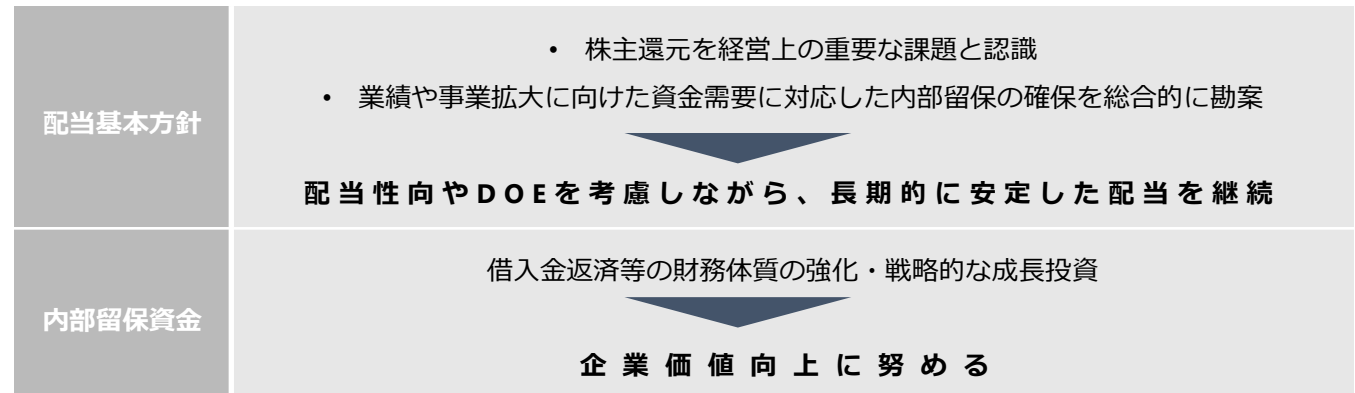 配当基本方針
• 株主還元を経営上の重要な課題と認識
• 業績や事業拡大に向けた資金需要に対応した内部留保の確保を総合的に勘案
配当性向やDOEを考慮しながら、長期的に安定した配当を継続
内部留保資金
借入金返済等の財務体質の強化・戦略的な成長投資
企業価値向上に努める